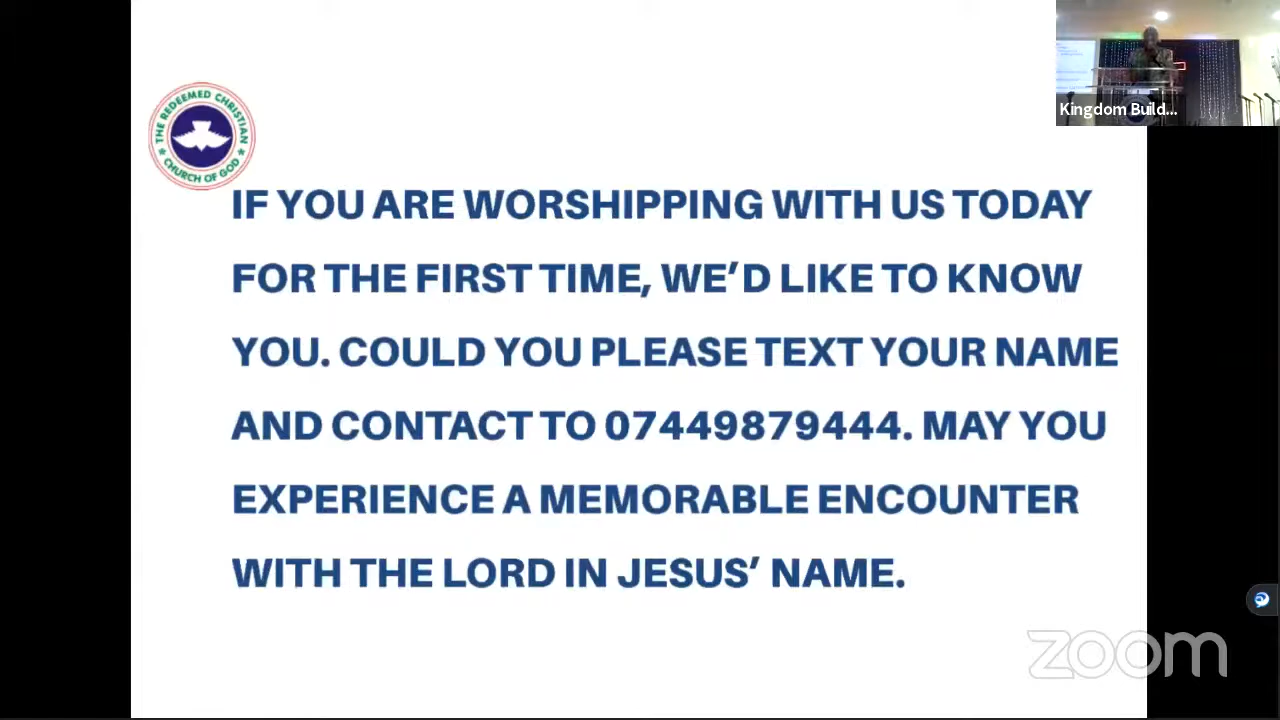 Kingdom Build...
THE REDEEMED CHRISTIAN
CHURCH OF GOD
IF YOU ARE WORSHIPPING WITH US TODAY
FOR THE FIRST TIME, WE'D LIKE TO KNOW
YOU. COULD YOU PLEASE TEXT YOUR NAME
AND CONTACT TO 07449879444. MAY YOU
EXPERIENCE A MEMORABLE ENCOUNTER
WITH THE LORD IN JESUS' NAME.
zoom